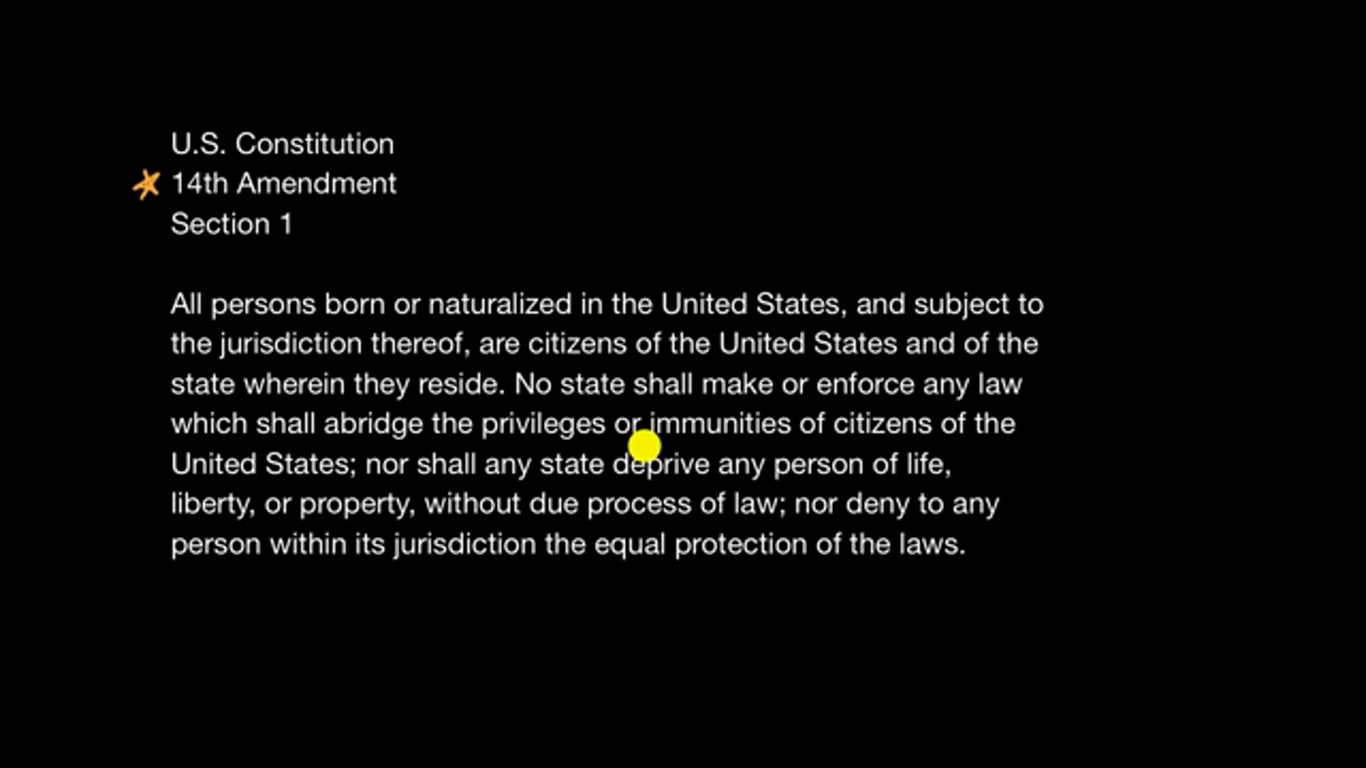 U.S. Constitution
14th Amendment
Section 1
All persons born or naturalized in the United States, and subject to
the jurisdiction thereof, are citizens of the United States and of the
state wherein they reside. No state shall make or enforce any law
which shall abridge the privileges or immunities of citizens of the
United States; nor shall any state deprive any person of life,
liberty, or property, without due process of law; nor deny to any
person within its jurisdiction the equal protection of the laws.